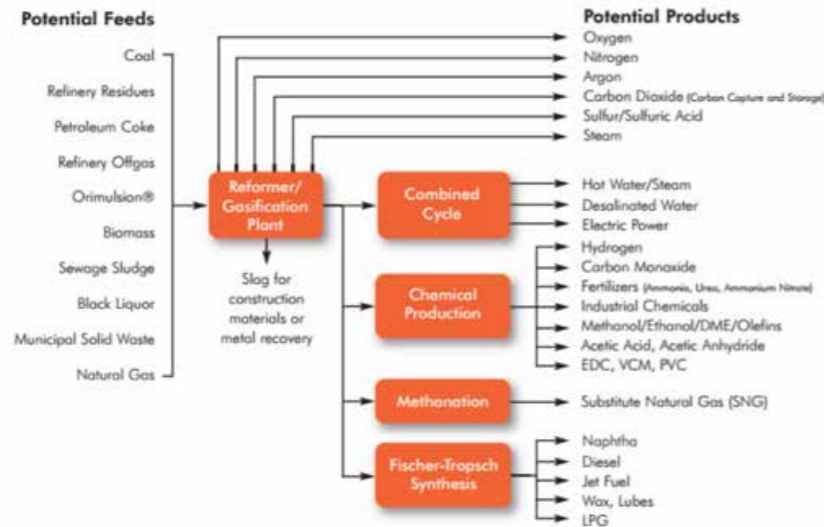 Potential Feeds
Coal
Refinery Residues
Petroleum Coke
Refinery Offgas
Orimulsion®
Biomass
Sewage Sludge
Black Liquor
Municipal Solid Waste
Natural Gas
Reformer/
Gasification
Plant
Slag for
construction
materials or
metal recovery
Combined
Cycle
Chemical
Production
Methanation
Fischer-Tropsch
Synthesis
Potential Products
Oxygen
Nitrogen
Argon
Carbon Dioxide (Carbon Capture and Storage)
Sulfur/Sulfuric Acid
Steam
Hot Water/Steam
Desalinated Water
Electric Power
Hydrogen
Carbon Monoxide
Fertilizers (Ammonia, Urea, Ammonium Nitrate)
Industrial Chemicals
Methanol/Ethanol/DME/Olefins
Acetic Acid, Acetic Anhydride
EDC, VCM, PVC
Substitute Natural Gas (SNG)
Naphtha
Diesel
Jet Fuel
Wax, Lubes
LPG